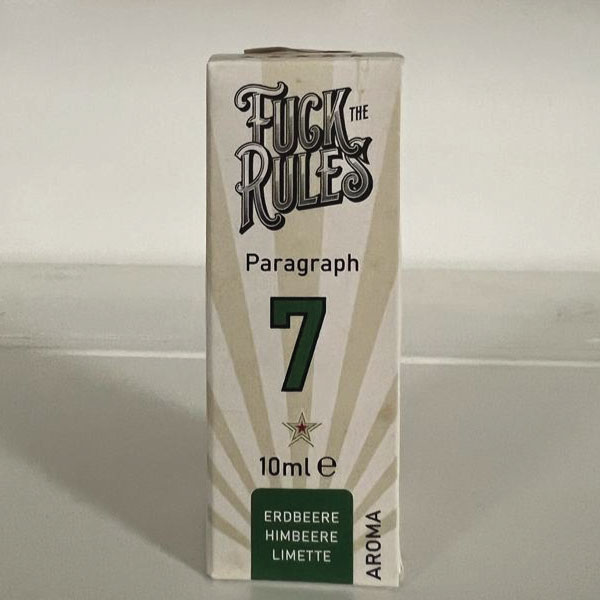 FUCK THE
RULES
Paragraph
7
10ml ℮
ERDBEERE
HIMBEERE
LIMETTE
AROMA